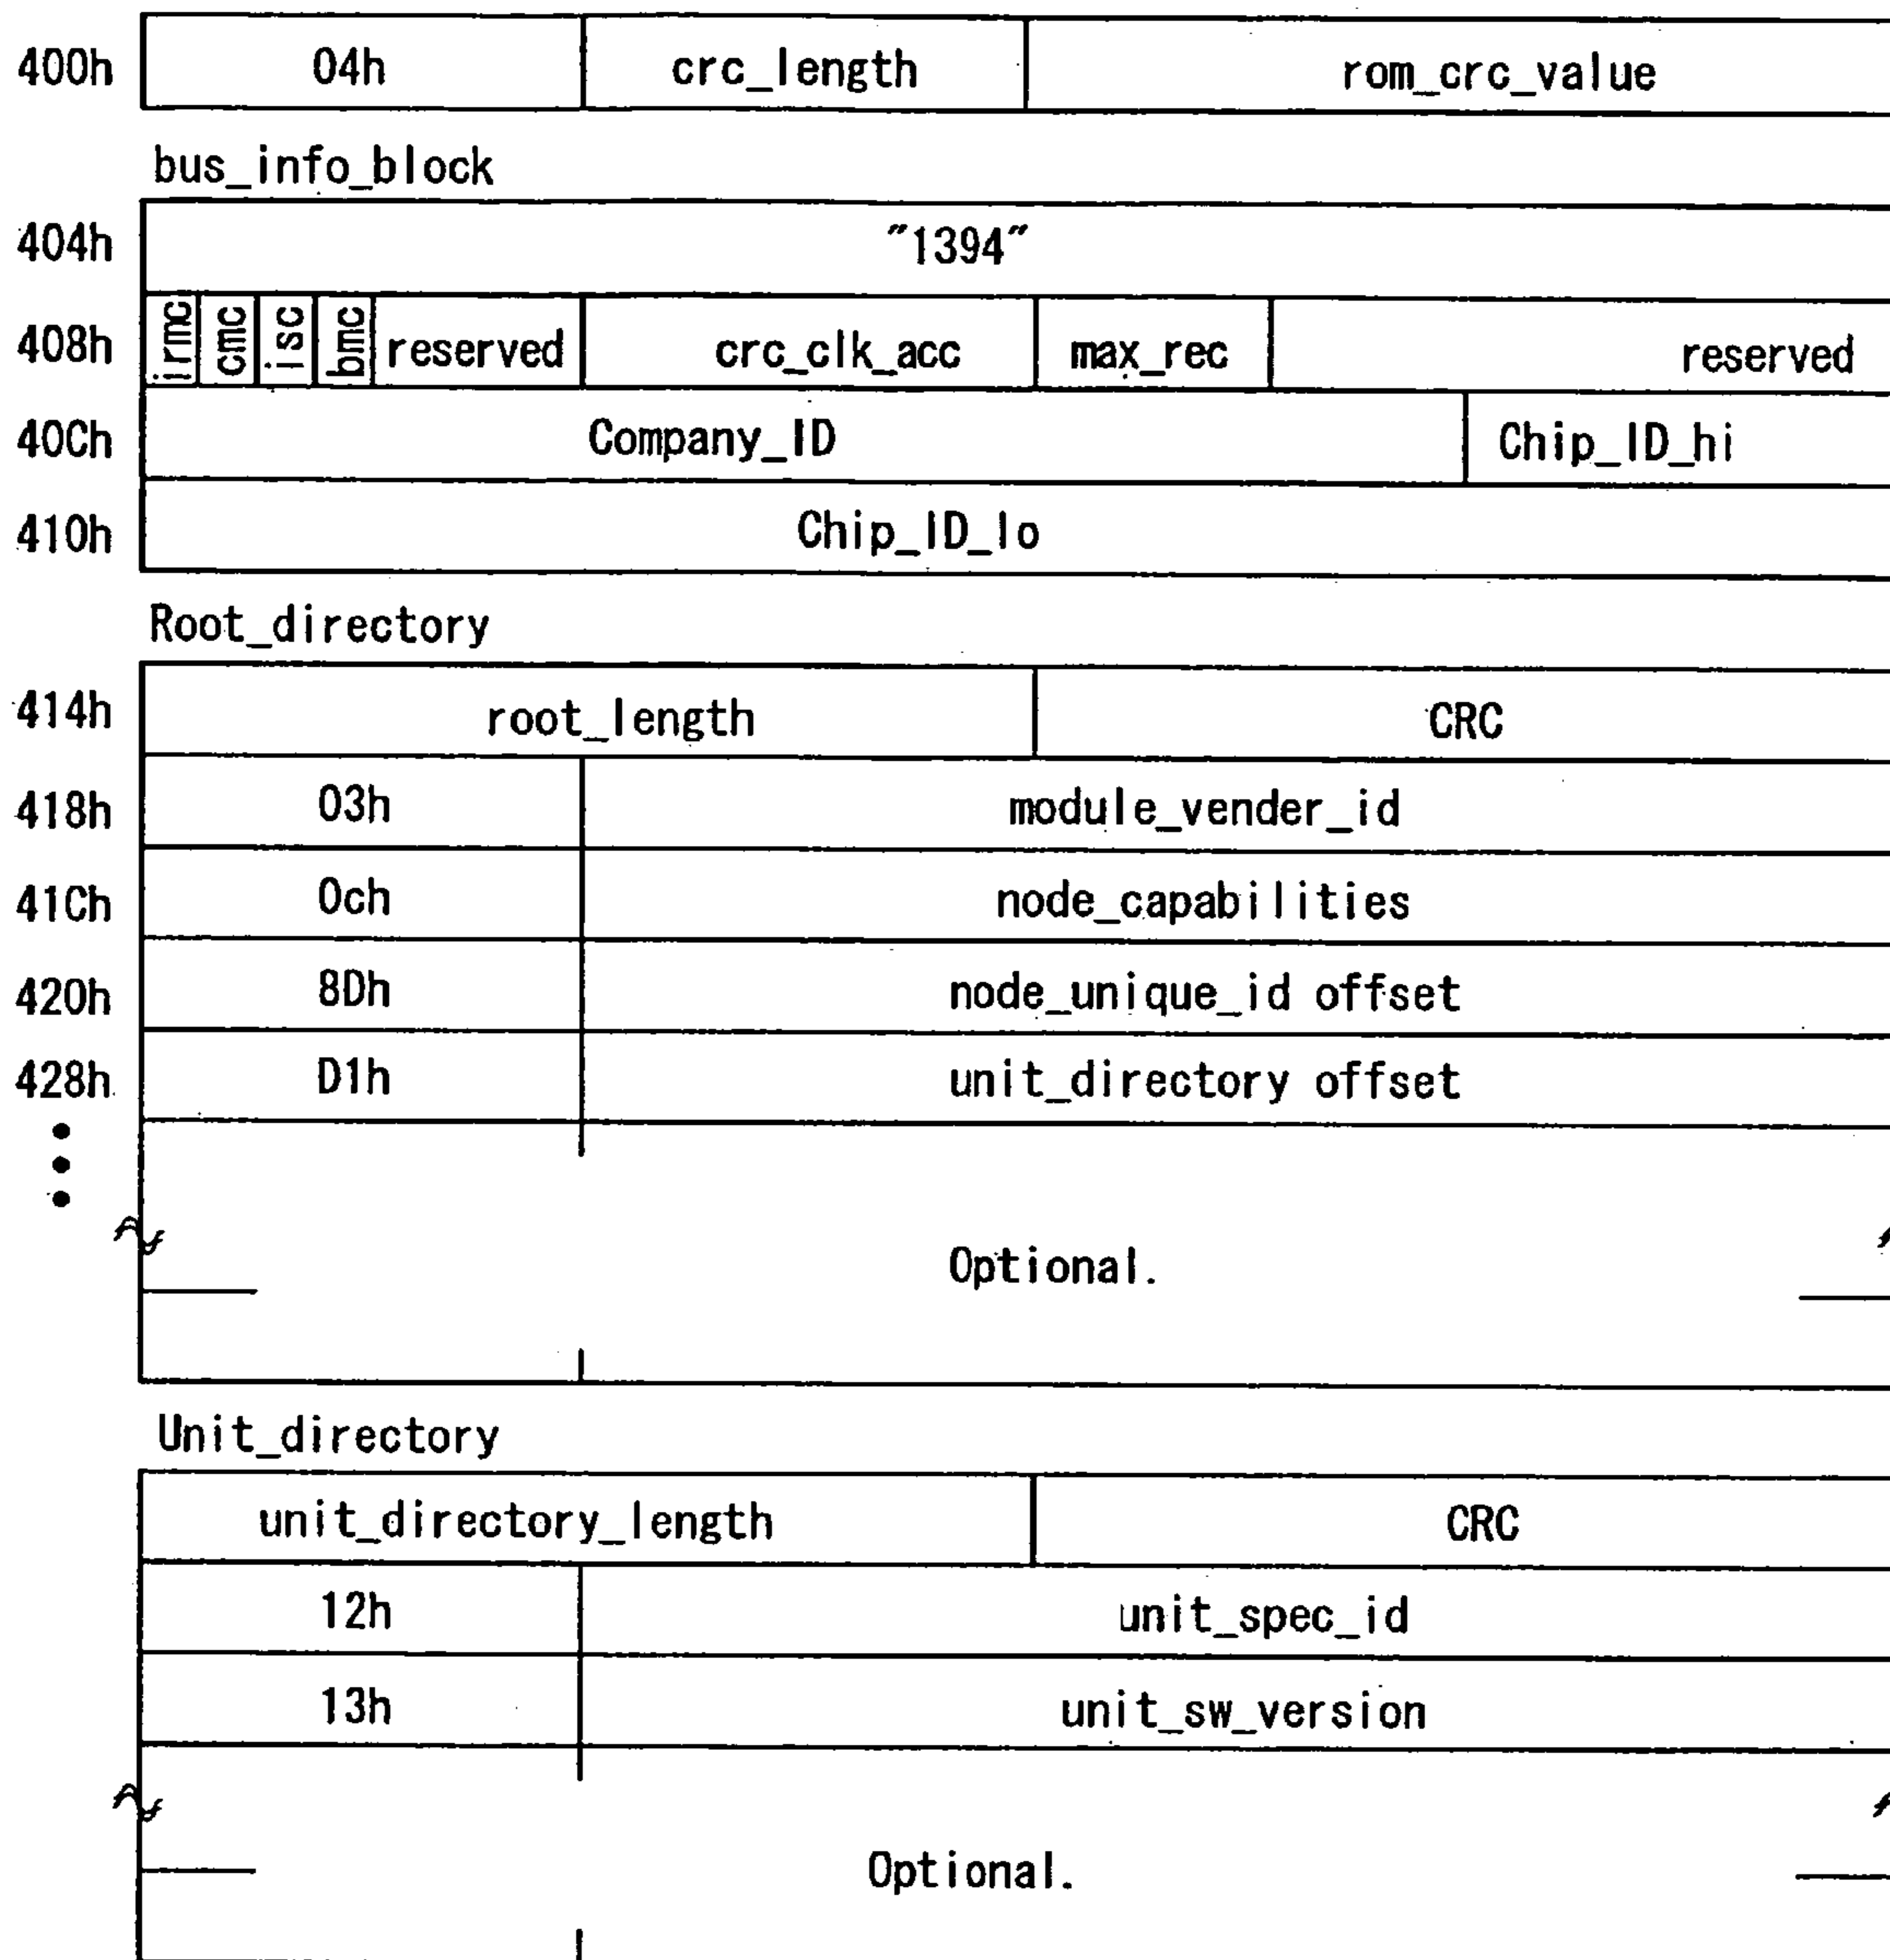 400h 04h crc_length rom_crc_value
bus_info_block
404h "1394"
408h irmc cmc isc bmc reserved crc_clk_acc max_rec reserved
40Ch Company_ID Chip_ID_hi
410h Chip_ID_lo
Root_directory
414h root_length CRC
418h 03h module_vender_id
41Ch 0ch node_capabilities
420h 8Dh node_unique_id offset
428h D1h unit_directory offset
Optional.
Unit_directory
unit_directory_length CRC
12h unit_spec_id
13h unit_sw_version
Optional.